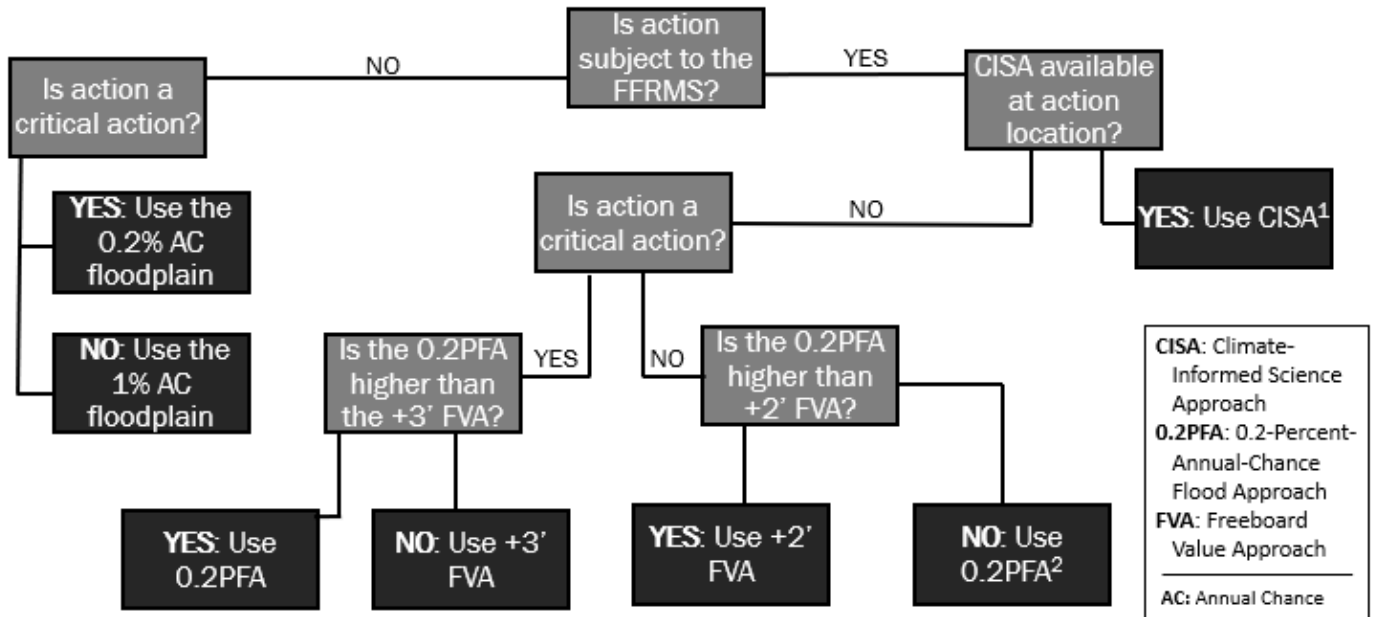 Is action
subject to the
FFRMS?
NO
YES
Is action a
critical action?
CISA available
at action
location?
YES: Use the
0.2% AC
floodplain
NO: Use the
1% AC
floodplain
Is action a
critical action?
NO
YES: Use CISA¹
Is the 0.2PFA
higher than
the +3’ FVA?
YES
NO
Is the 0.2PFA
higher than
+2’ FVA?
YES: Use
0.2PFA
NO: Use +3’
FVA
YES: Use +2’
FVA
NO: Use
0.2PFA²
CISA: Climate-
Informed Science
Approach
0.2PFA: 0.2-Percent-
Annual-Chance
Flood Approach
FVA: Freeboard
Value Approach
AC: Annual Chance